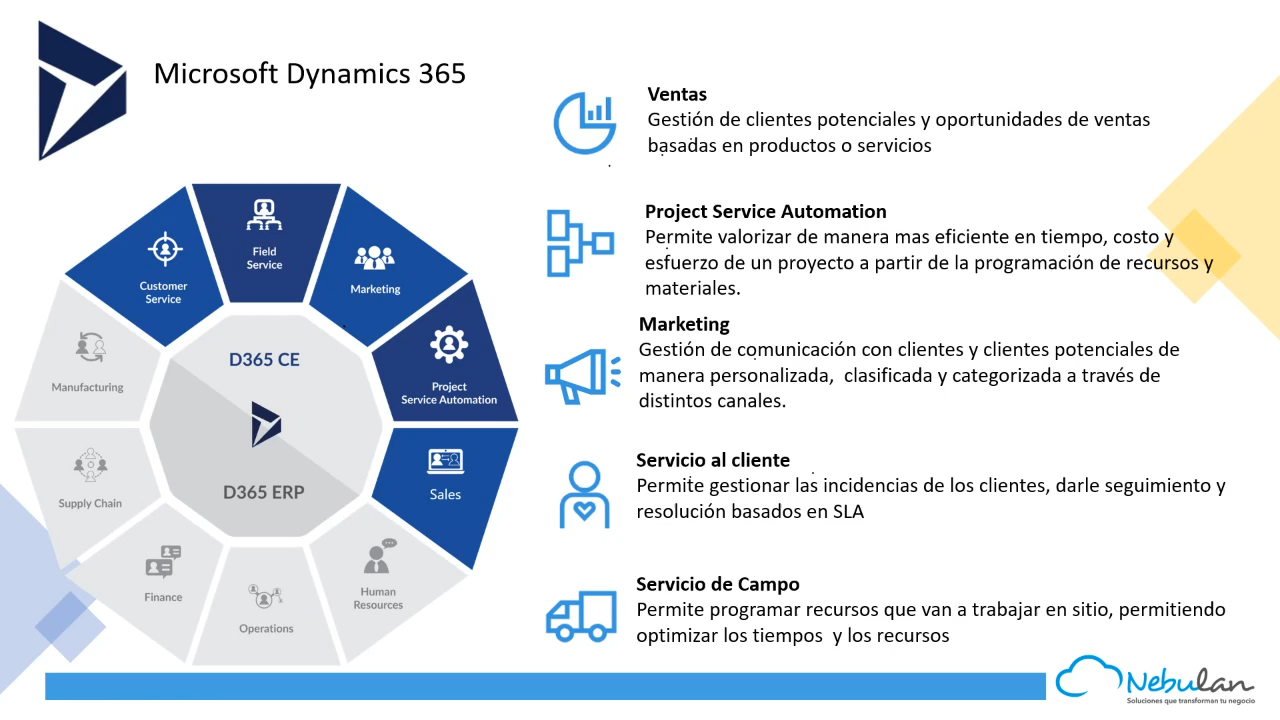 Microsoft Dynamics 365
Field
Service
Customer
Service
Marketing
Manufacturing
D365 CE
Project
Service Automation
Supply Chain
D365 ERP
Sales
Finance
Operations
Human
Resources
Ventas
Gestión de clientes potenciales y oportunidades de ventas
basadas en productos o servicios
Project Service Automation
Permite valorizar de manera mas eficiente en tiempo, costo y
esfuerzo de un proyecto a partir de la programación de recursos y
materiales.
Marketing
Gestión de comunicación con clientes y clientes potenciales de
manera personalizada,  clasificada y categorizada a través de
distintos canales.
Servicio al cliente
Permite gestionar las incidencias de los clientes, darle seguimiento y
resolución basados en SLA
Servicio de Campo
Permite programar recursos que van a trabajar en sitio, permitiendo
optimizar los tiempos  y los recursos
Nebulan
Soluciones que transforman tu negocio